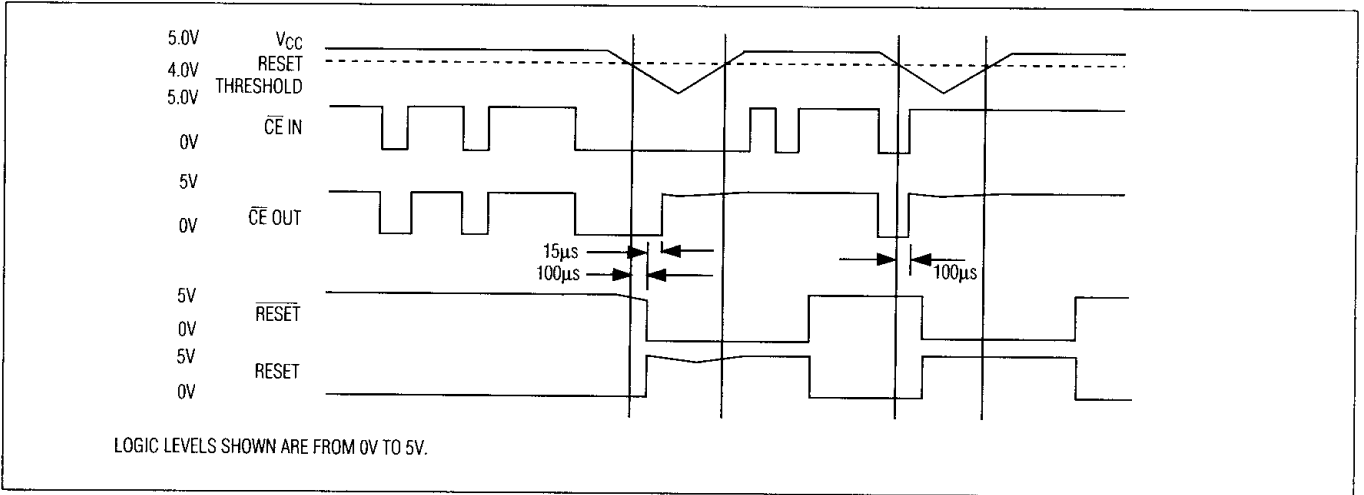 5.0V VCC
RESET
4.0V THRESHOLD
5.0V
CE IN
0V
5V
CE OUT
0V
15µs
100µs
100µs
5V
RESET
0V
5V
RESET
0V
LOGIC LEVELS SHOWN ARE FROM 0V TO 5V.